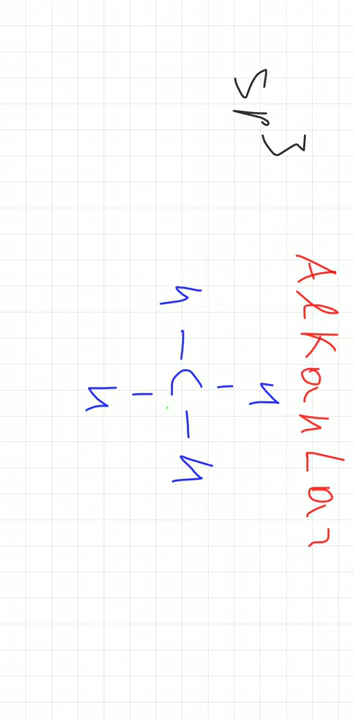 AlKanLar
sp3
H
H - C - H
H